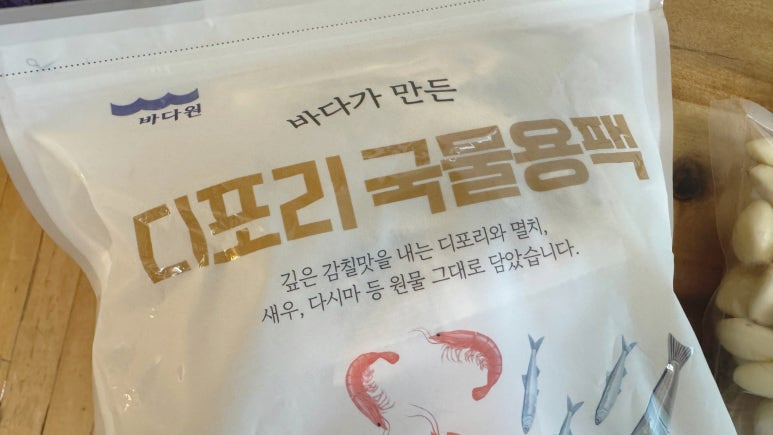 바다원
바다가 만든
디포리 국물용팩
깊은 감칠맛을 내는 디포리와 멸치,
새우, 다시마 등 원물 그대로 담았습니다.